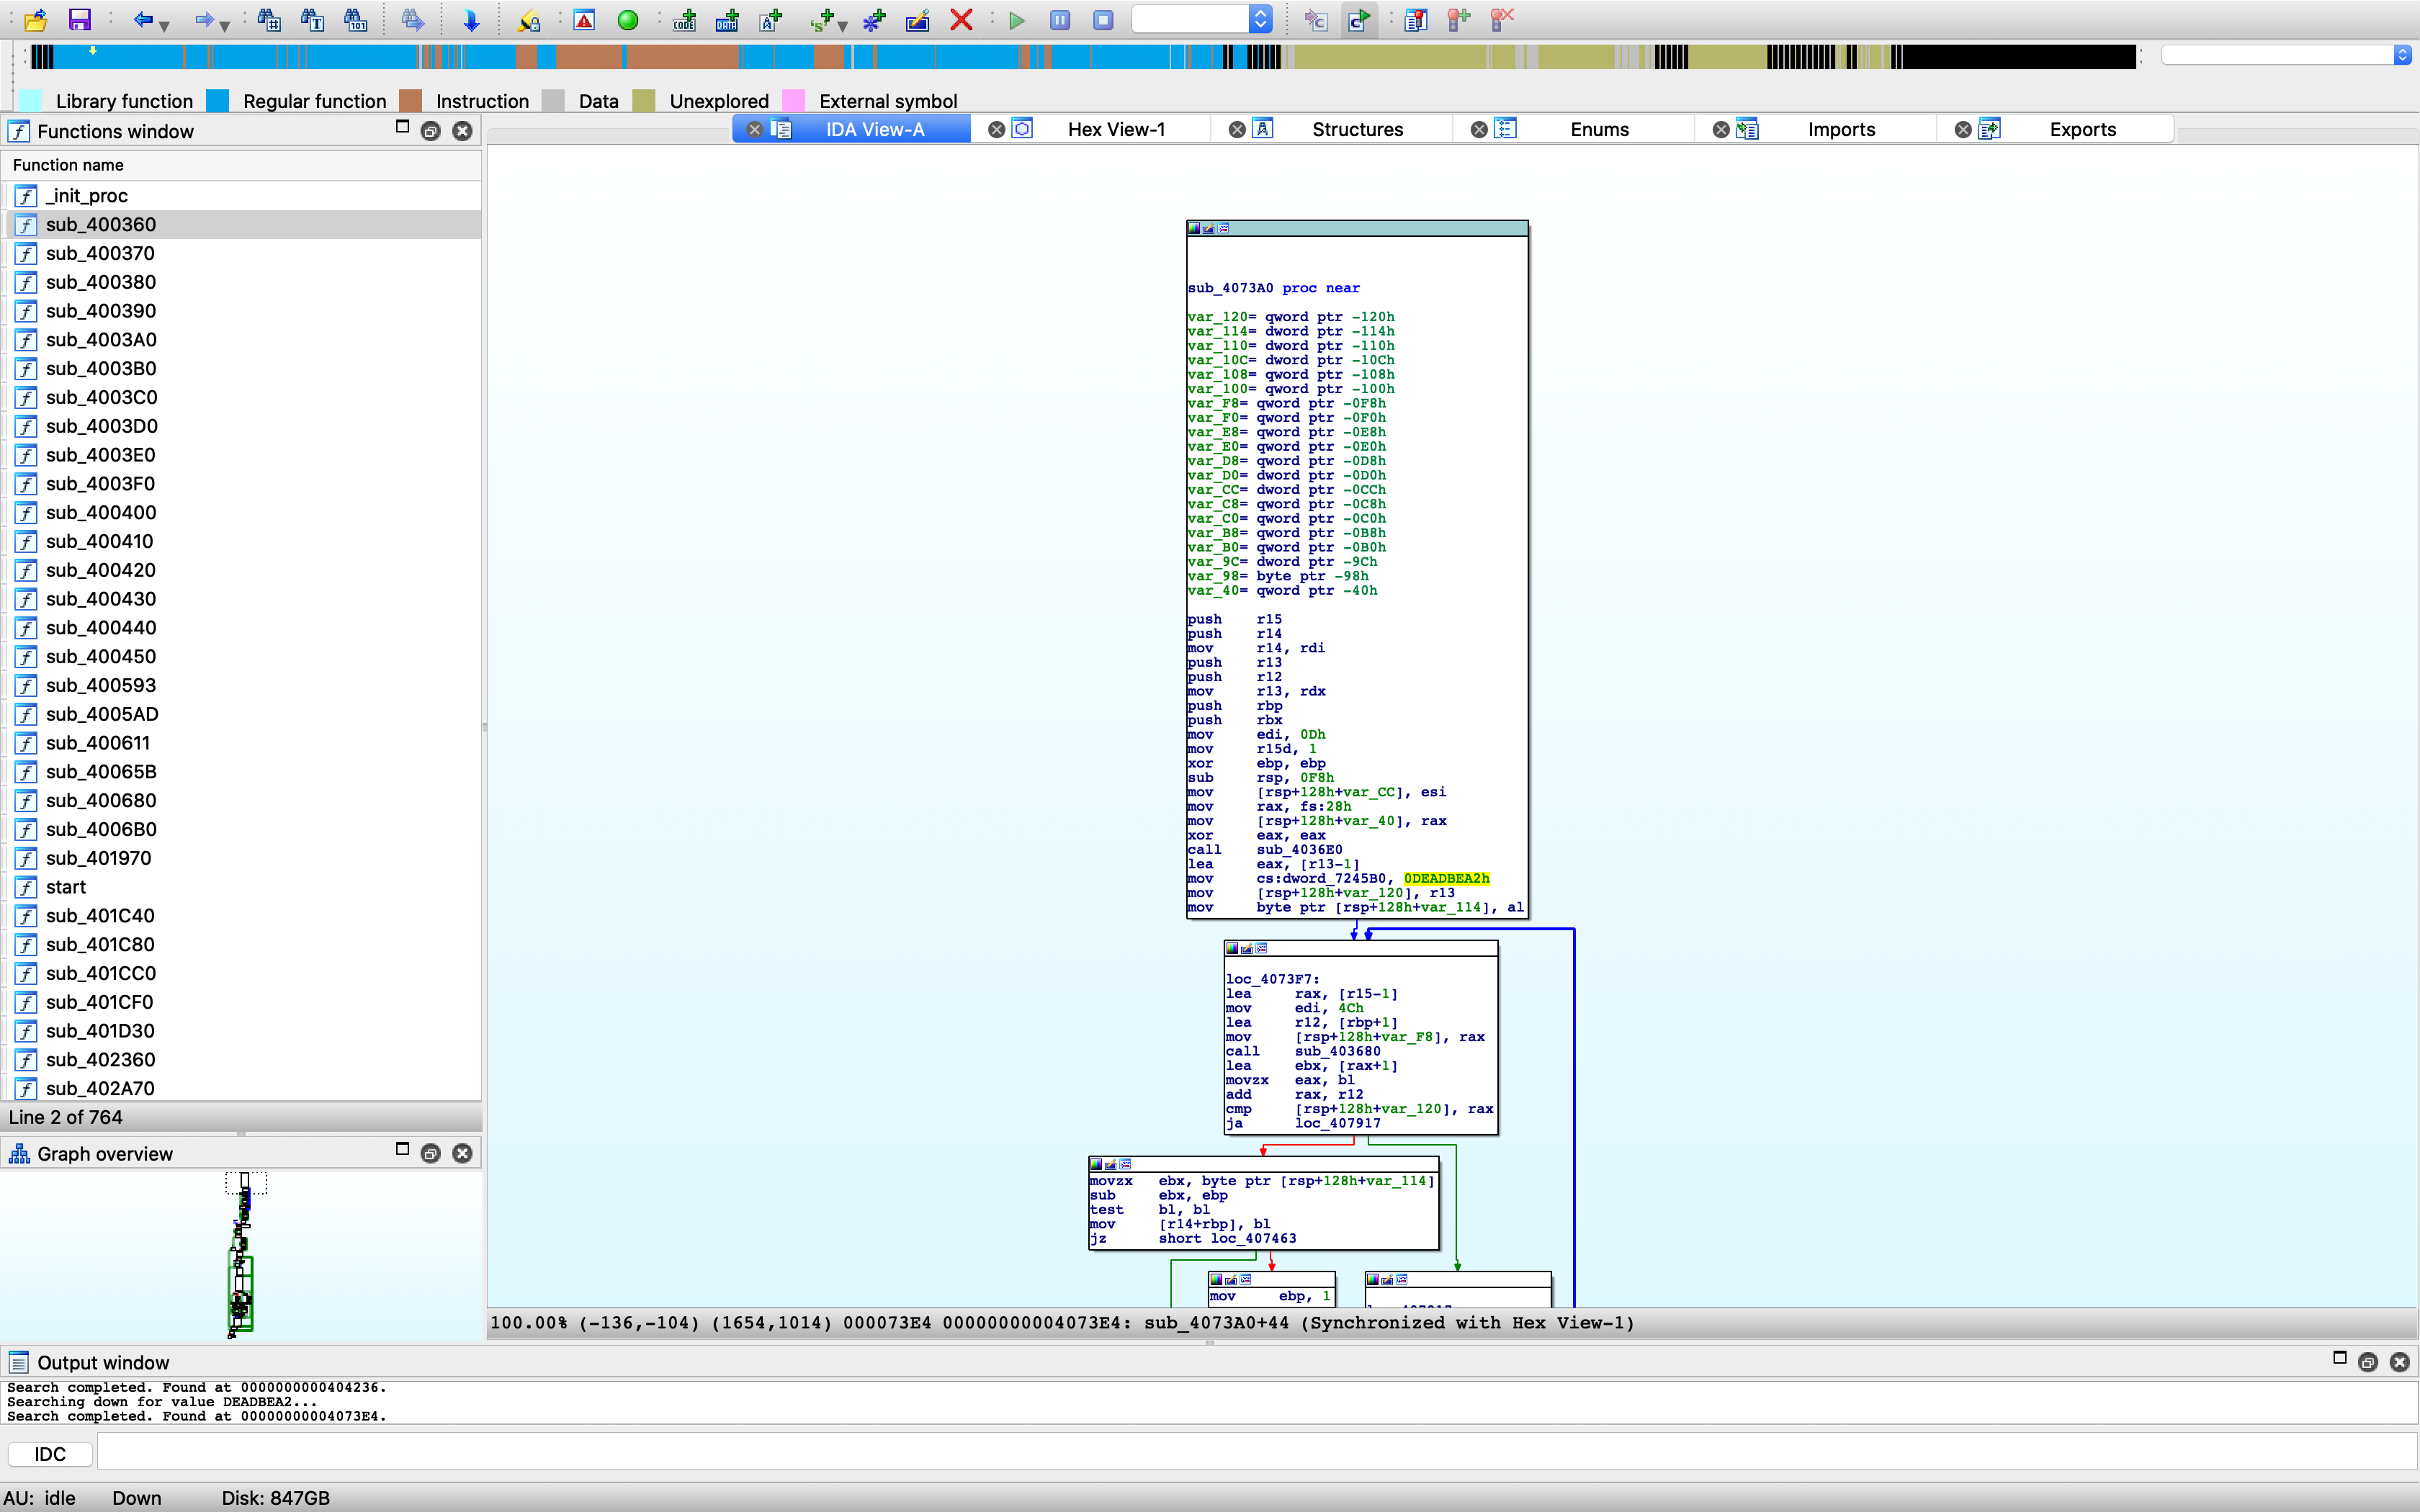 Library function Regular function Instruction Data Unexplored External symbol
Functions window
IDA View-A Hex View-1 Structures Enums Imports Exports
Function name
_init_proc
sub_400360
sub_400370
sub_400380
sub_400390
sub_4003A0
sub_4003B0
sub_4003C0
sub_4003D0
sub_4003E0
sub_4003F0
sub_400400
sub_400410
sub_400420
sub_400430
sub_400440
sub_400450
sub_400593
sub_4005AD
sub_400611
sub_40065B
sub_400680
sub_4006B0
sub_401970
start
sub_401C40
sub_401C80
sub_401CC0
sub_401CF0
sub_401D30
sub_402360
sub_402A70
Line 2 of 764
Graph overview
sub_4073A0 proc near
var_120= qword ptr -120h
var_114= dword ptr -114h
var_110= dword ptr -110h
var_10C= dword ptr -10Ch
var_108= qword ptr -108h
var_100= qword ptr -100h
var_F8= qword ptr -0F8h
var_F0= qword ptr -0F0h
var_E8= qword ptr -0E8h
var_E0= qword ptr -0E0h
var_D8= qword ptr -0D8h
var_D0= dword ptr -0D0h
var_CC= dword ptr -0CCh
var_C8= qword ptr -0C8h
var_C0= qword ptr -0C0h
var_B8= qword ptr -0B8h
var_B0= qword ptr -0B0h
var_9C= dword ptr -9Ch
var_98= byte ptr -98h
var_40= qword ptr -40h
push r15
push r14
mov r14, rdi
push r13
push r12
mov r13, rdx
push rbp
push rbx
mov edi, 0Dh
mov r15d, 1
xor ebp, ebp
sub rsp, 0F8h
mov [rsp+128h+var_CC], esi
mov rax, fs:28h
mov [rsp+128h+var_40], rax
xor eax, eax
call sub_4036E0
lea eax, [r13-1]
mov cs:dword_7245B0, 0DEADBEA2h
mov [rsp+128h+var_120], r13
mov byte ptr [rsp+128h+var_114], al
loc_4073F7:
lea rax, [r15-1]
mov edi, 4Ch
lea r12, [rbp+1]
mov [rsp+128h+var_F8], rax
call sub_403680
lea ebx, [rax+1]
movzx eax, bl
add rax, r12
cmp [rsp+128h+var_120], rax
ja loc_407917
movzx ebx, byte ptr [rsp+128h+var_114]
sub ebx, ebp
test bl, bl
mov [r14+rbp], bl
jz short loc_407463
mov ebp, 1
100.00% (-136,-104) (1654,1014) 000073E4 00000000004073E4: sub_4073A0+44 (Synchronized with Hex View-1)
Output window
Search completed. Found at 0000000000404236.
Searching down for value DEADBEA2...
Search completed. Found at 00000000004073E4.
IDC
AU: idle Down Disk: 847GB